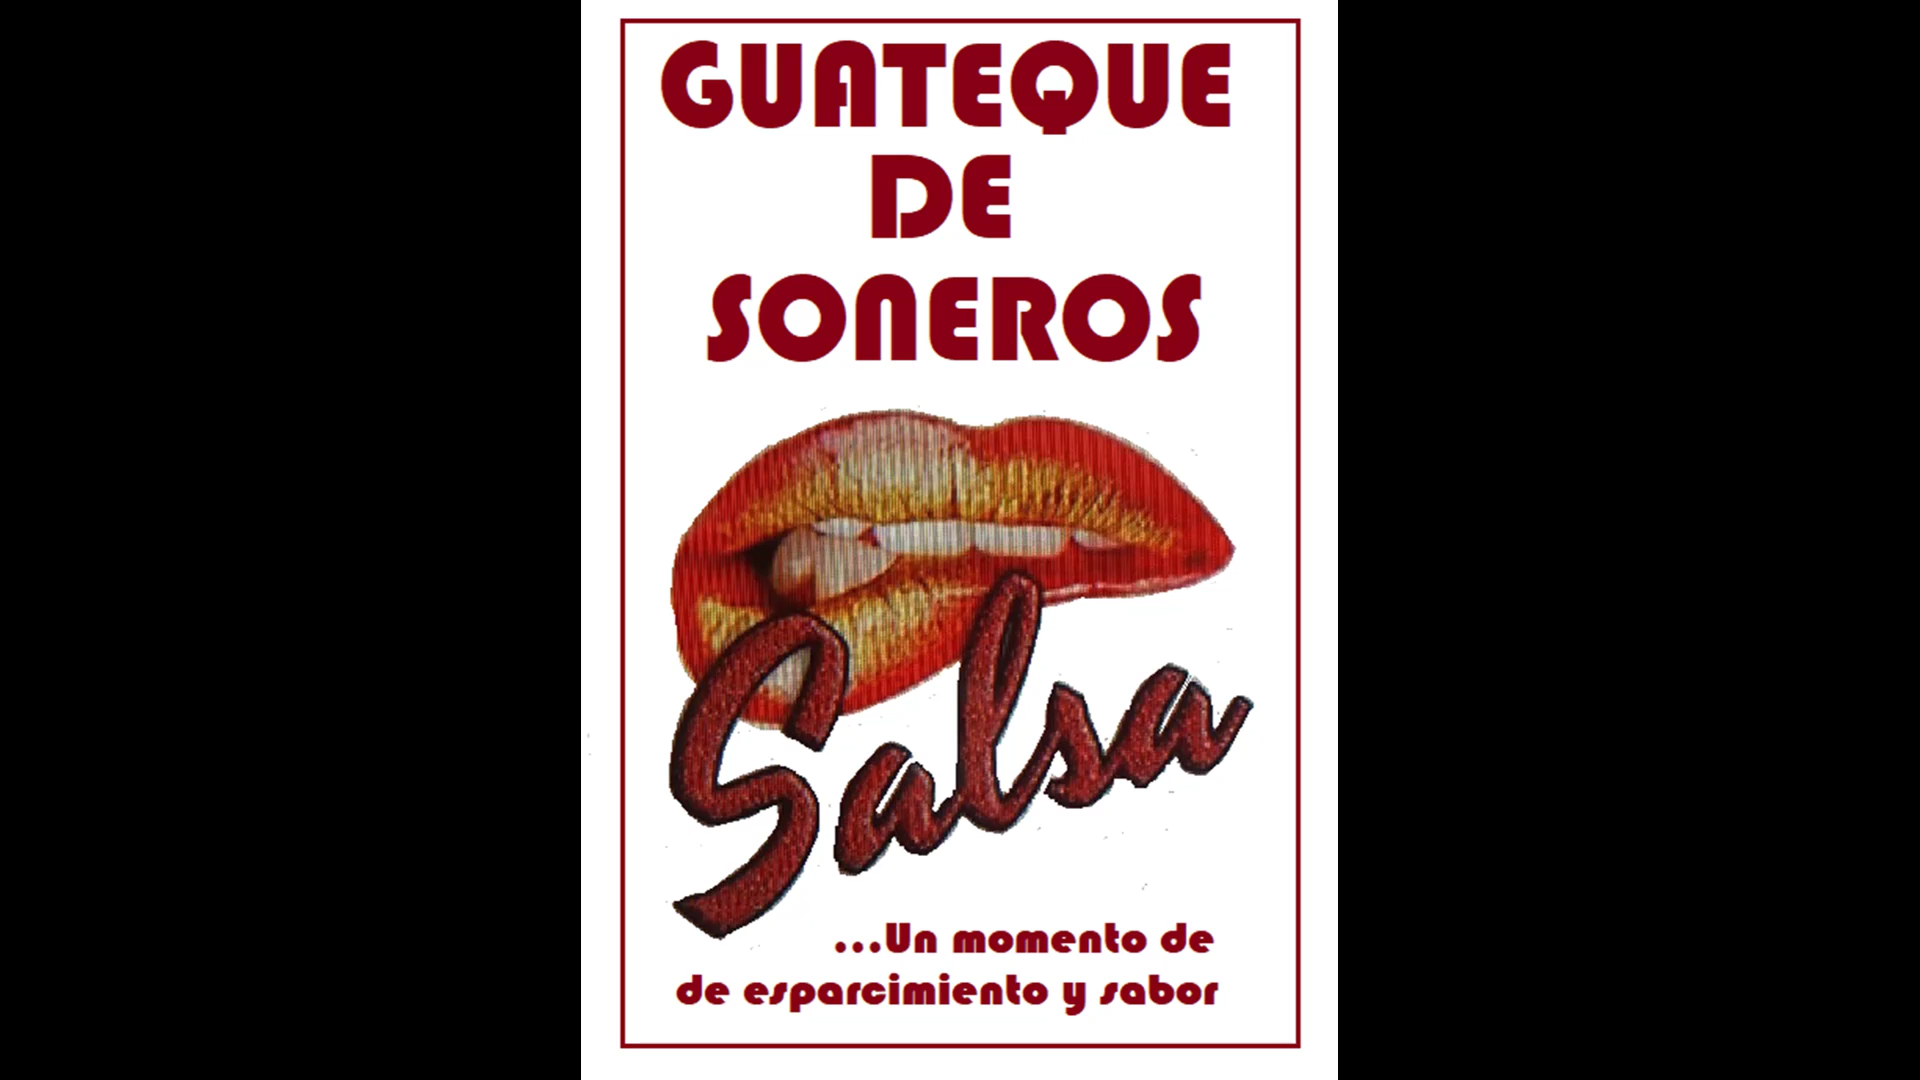 GUATEQUE
DE
SONEROS
Salsa
...Un momento de
de esparcimiento y sabor